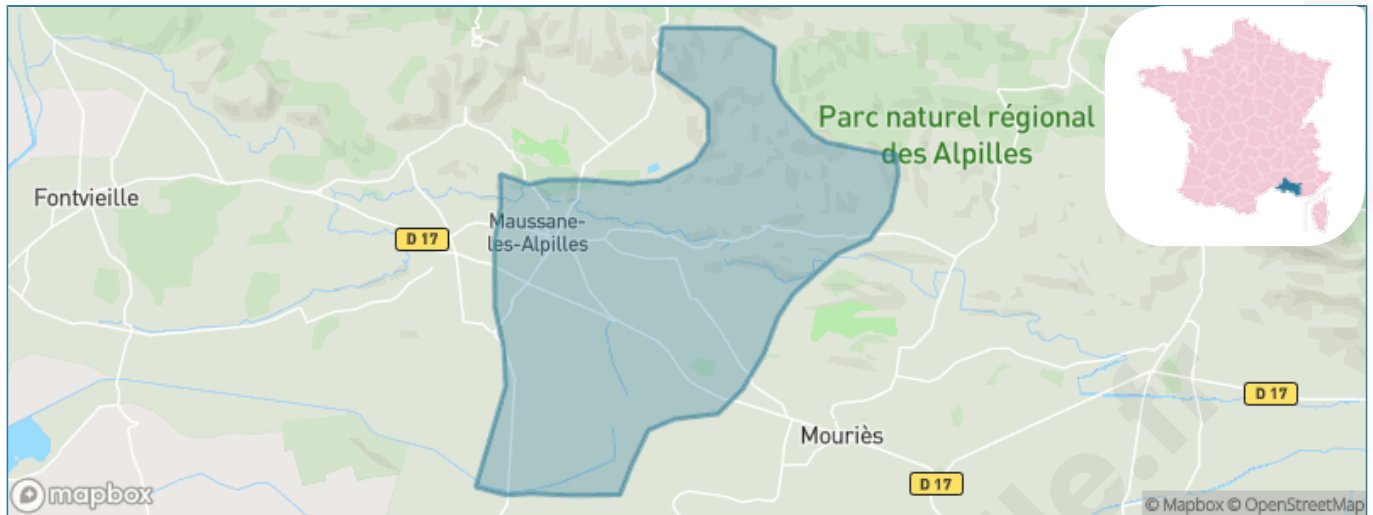 Parc naturel régional
des Alpilles
Fontvieille
Maussane-
les-Alpilles
D 17
D 17
Mouriès
D 17
mapbox
© Mapbox © OpenStreetMap